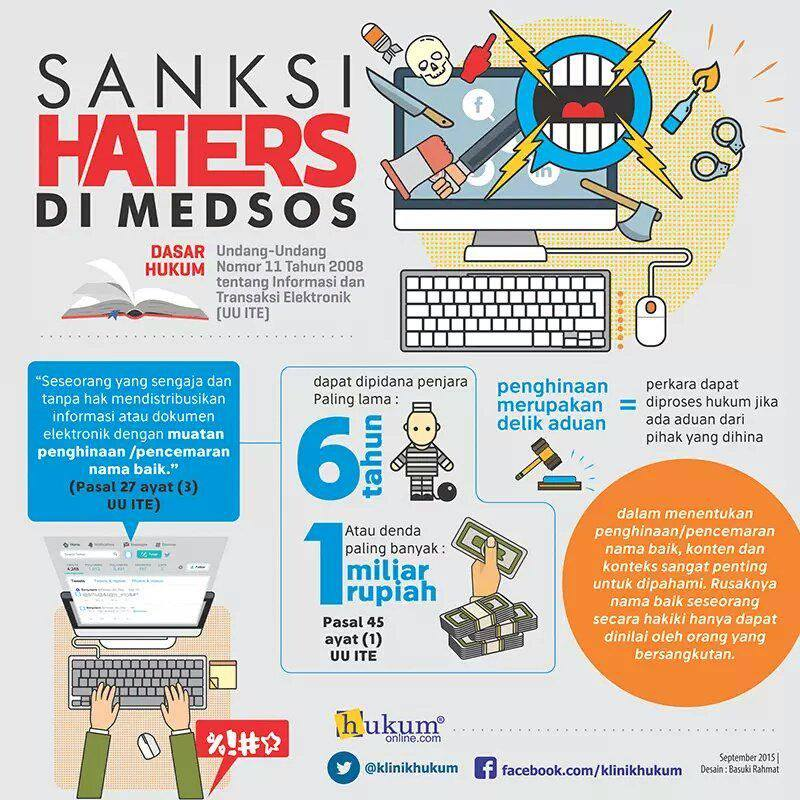 SANKSI
HATERS
DI MEDSOS
DASAR
HUKUM
Undang-Undang
Nomor 11 Tahun 2008
tentang Informasi dan
Transaksi Elektronik
(UU ITE)
"Seseorang yang sengaja dan
tanpa hak mendistribusikan
informasi atau dokumen
elektronik dengan muatan
penghinaan /pencemaran
nama baik."
(Pasal 27 ayat (3)
UU ITE)
dapat dipidana penjara
Paling lama :
6
tahun
Atau denda
paling banyak :
1
miliar
rupiah
Pasal 45
ayat (1)
UU ITE
penghinaan
merupakan
delik aduan
=
perkara dapat
diproses hukum jika
ada aduan dari
pihak yang dihina
dalam menentukan
penghinaan/pencemaran
nama baik, konten dan
konteks sangat penting
untuk dipahami. Rusaknya
nama baik seseorang
secara hakiki hanya dapat
dinilai oleh orang yang
bersangkutan.
Home
%!#☆
hukum®
online.com
@klinikhukum
facebook.com/klinikhukum
September 2015 |
Desain : Basuki Rahmat